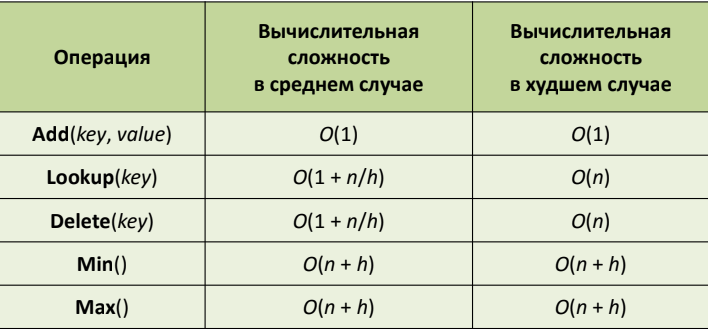 Операция
Вычислительная
сложность
в среднем случае
Вычислительная
сложность
в худшем случае
Add(key, value) O(1) O(1)
Lookup(key) O(1 + n/h) O(n)
Delete(key) O(1 + n/h) O(n)
Min() O(n + h) O(n + h)
Max() O(n + h) O(n + h)